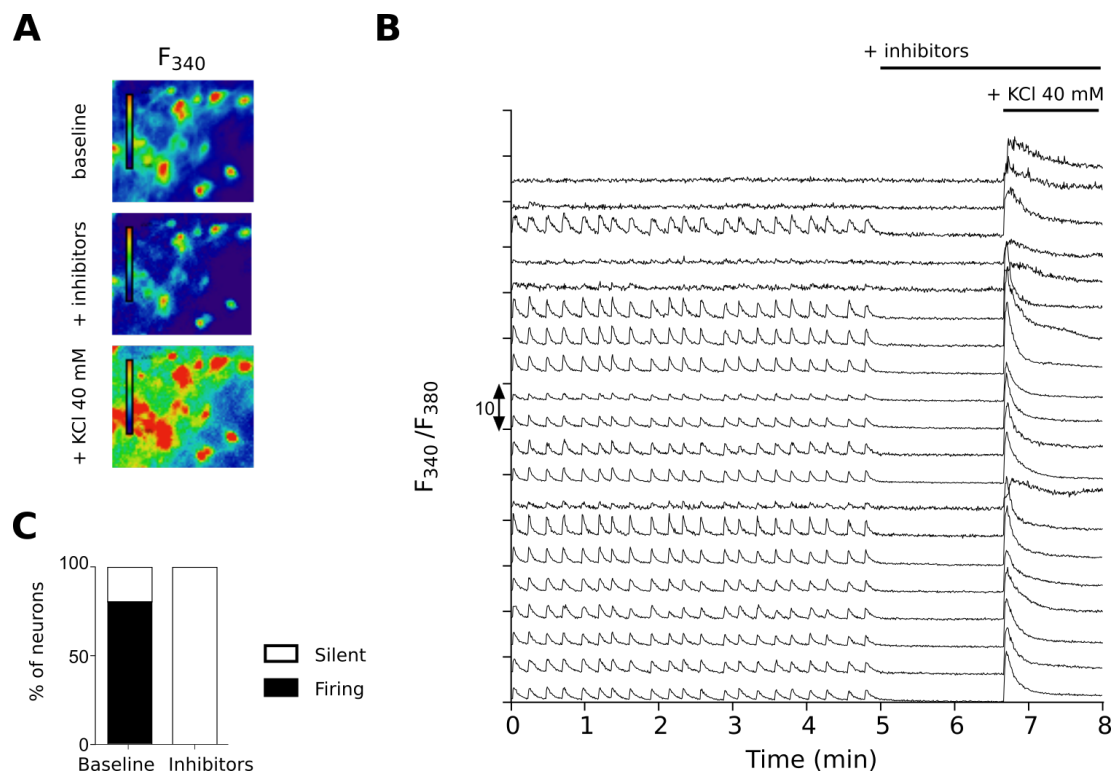 A
F340
baseline
+ inhibitors
+ KCl 40 mM
B
+ inhibitors
+ KCl 40 mM
10
F340 /F380
0 1 2 3 4 5 6 7 8
Time (min)
C
% of neurons
100
50
0
Baseline Inhibitors
Silent
Firing